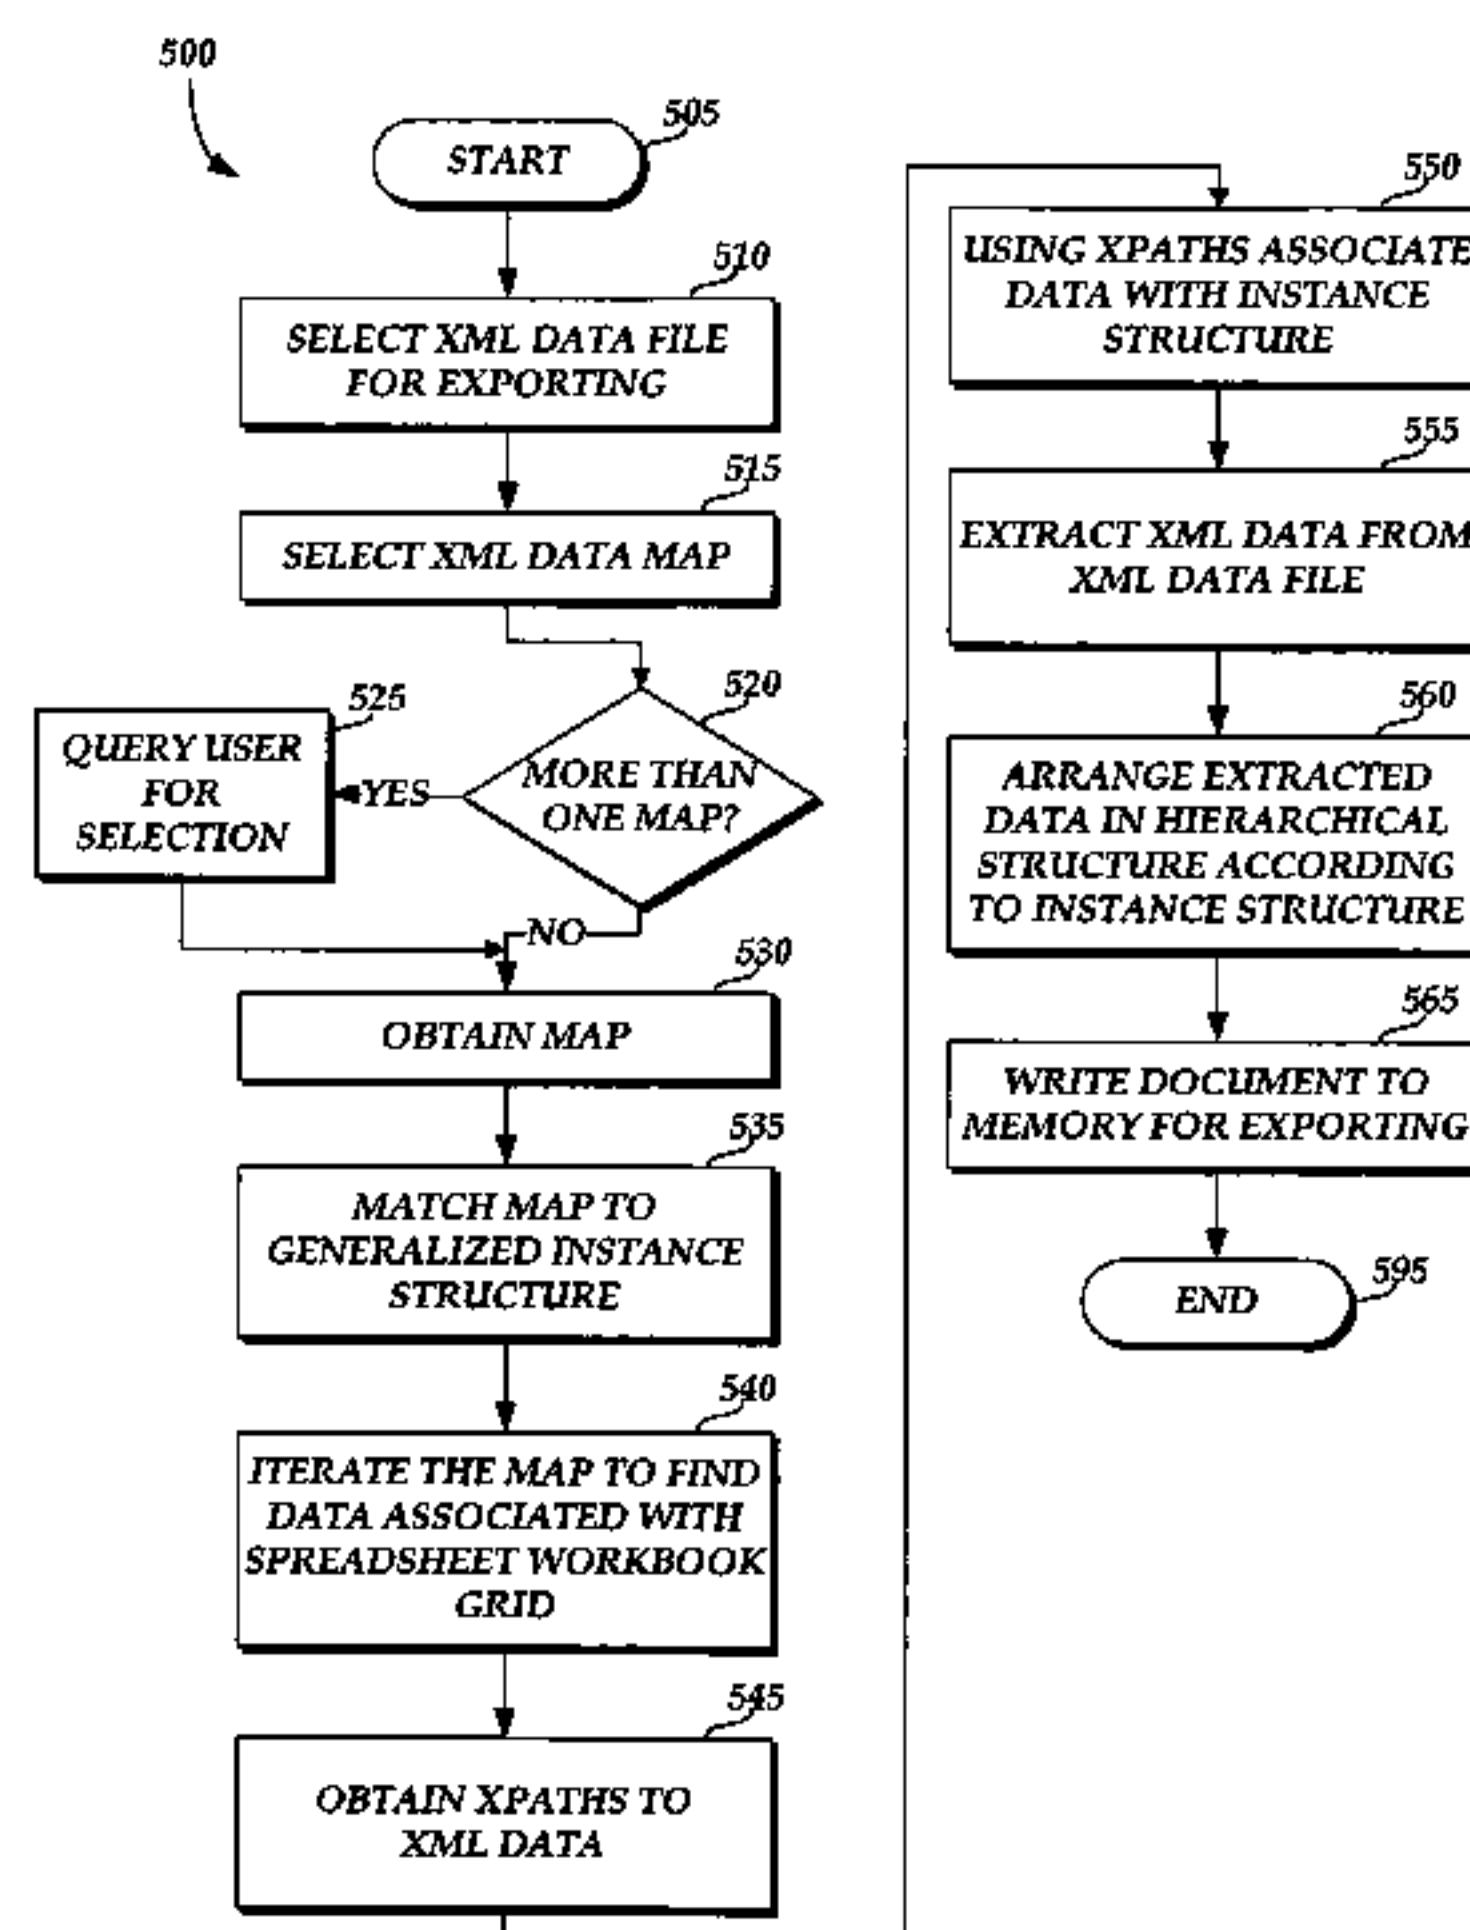 500
505
START
510
SELECT XML DATA FILE
FOR EXPORTING
515
SELECT XML DATA MAP
520
MORE THAN
ONE MAP?
YES
525
QUERY USER
FOR
SELECTION
NO
530
OBTAIN MAP
535
MATCH MAP TO
GENERALIZED INSTANCE
STRUCTURE
540
ITERATE THE MAP TO FIND
DATA ASSOCIATED WITH
SPREADSHEET WORKBOOK
GRID
545
OBTAIN XPATHS TO
XML DATA
550
USING XPATHS ASSOCIATE
DATA WITH INSTANCE
STRUCTURE
555
EXTRACT XML DATA FROM
XML DATA FILE
560
ARRANGE EXTRACTED
DATA IN HIERARCHICAL
STRUCTURE ACCORDING
TO INSTANCE STRUCTURE
565
WRITE DOCUMENT TO
MEMORY FOR EXPORTING
595
END